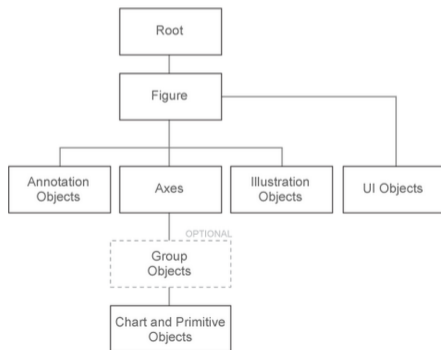 Root
Figure
Annotation
Objects
Axes
Illustration
Objects
UI Objects
OPTIONAL
Group
Objects
Chart and Primitive
Objects